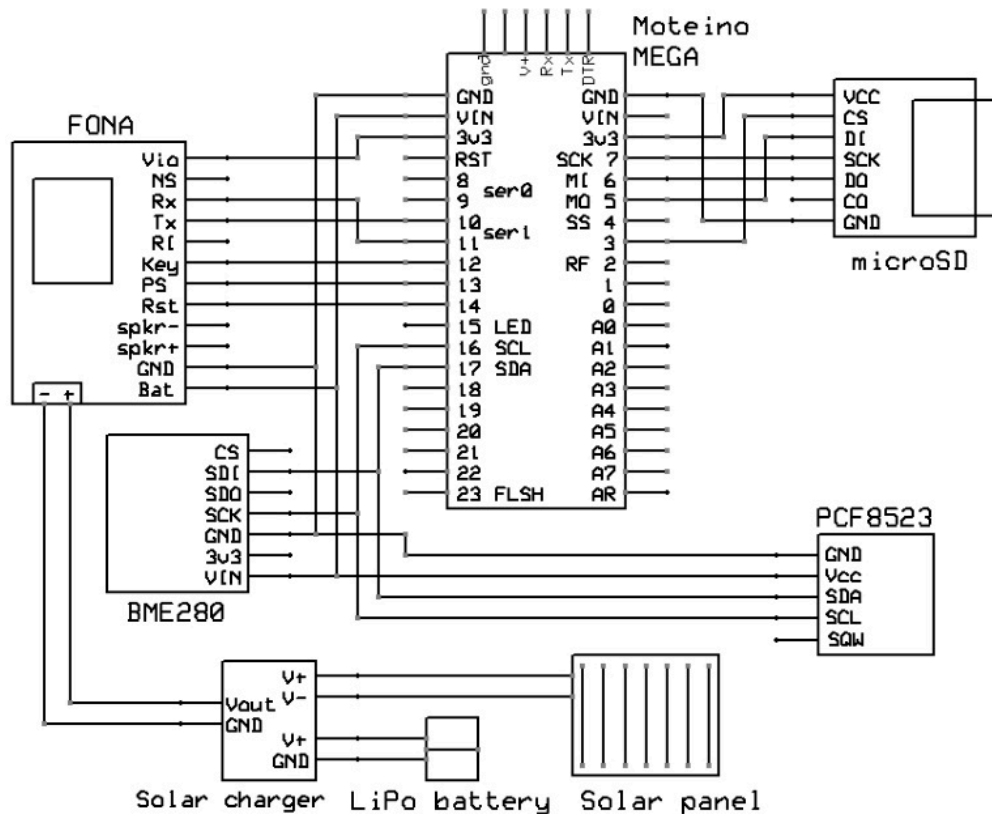 Moteino
MEGA
gnd
V+
Rx
Tx
DTR
GND
VIN
3v3
RST
8
9
ser0
10
ser1
11
12
13
14
15 LED
16 SCL
17 SDA
18
19
20
21
22
23 FLSH
GND
VIN
3v3
SCK 7
MI 6
MO 5
SS 4
3
RF 2
1
0
A0
A1
A2
A3
A4
A5
A6
A7
AR
FONA
Vio
NS
Rx
Tx
RI
Key
PS
Rst
spkr-
spkr+
GND
Bat
- +
VCC
CS
DI
SCK
DO
CD
GND
microSD
CS
SDI
SDO
SCK
GND
3v3
VIN
BME280
PCF8523
GND
Vcc
SDA
SCL
SQW
V+
V-
Vout
GND
V+
GND
Solar charger
LiPo battery
Solar panel